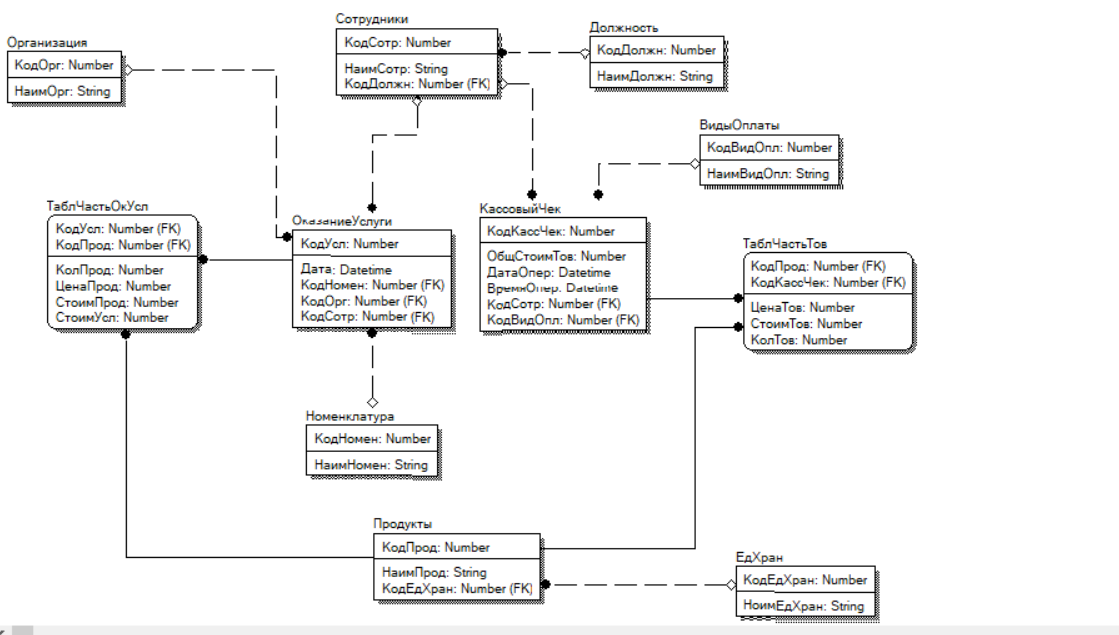 Сотрудники
КодСотр: Number
НаимСотр: String
КодДолжн: Number (FK)
Должность
КодДолжн: Number
НаимДолжн: String
Организация
КодОрг: Number
НаимОрг: String
ВидыОплаты
КодВидОпл: Number
НаимВидОпл: String
ТаблЧастьОкУсл
КодУсл: Number (FK)
КодПрод: Number (FK)
КолПрод: Number
ЦенаПрод: Number
СтоимПрод: Number
СтоимУсл: Number
ОказаниеУслуги
КодУсл: Number
Дата: Datetime
КодНомен: Number (FK)
КодОрг: Number (FK)
КодСотр: Number (FK)
КассовыйЧек
КодКассЧек: Number
ОбщСтоимТов: Number
ДатаОпер: Datetime
ВремяОпер: Datetime
КодСотр: Number (FK)
КодВидОпл: Number (FK)
ТаблЧастьТов
КодПрод: Number (FK)
КодКассЧек: Number (FK)
ЦенаТов: Number
СтоимТов: Number
КолТов: Number
Номенклатура
КодНомен: Number
НаимНомен: String
Продукты
КодПрод: Number
НаимПрод: String
КодЕдХран: Number (FK)
ЕдХран
КодЕдХран: Number
НоимЕдХран: String